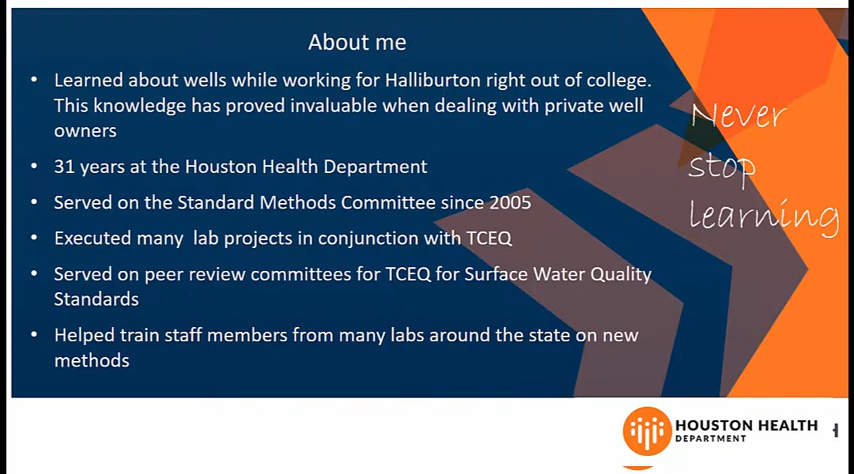 About me
• Learned about wells while working for Halliburton right out of college.
This knowledge has proved invaluable when dealing with private well
owners
• 31 years at the Houston Health Department
• Served on the Standard Methods Committee since 2005
• Executed many lab projects in conjunction with TCEQ
• Served on peer review committees for TCEQ for Surface Water Quality
Standards
• Helped train staff members from many labs around the state on new
methods
Never
stop
learning
HOUSTON HEALTH
DEPARTMENT